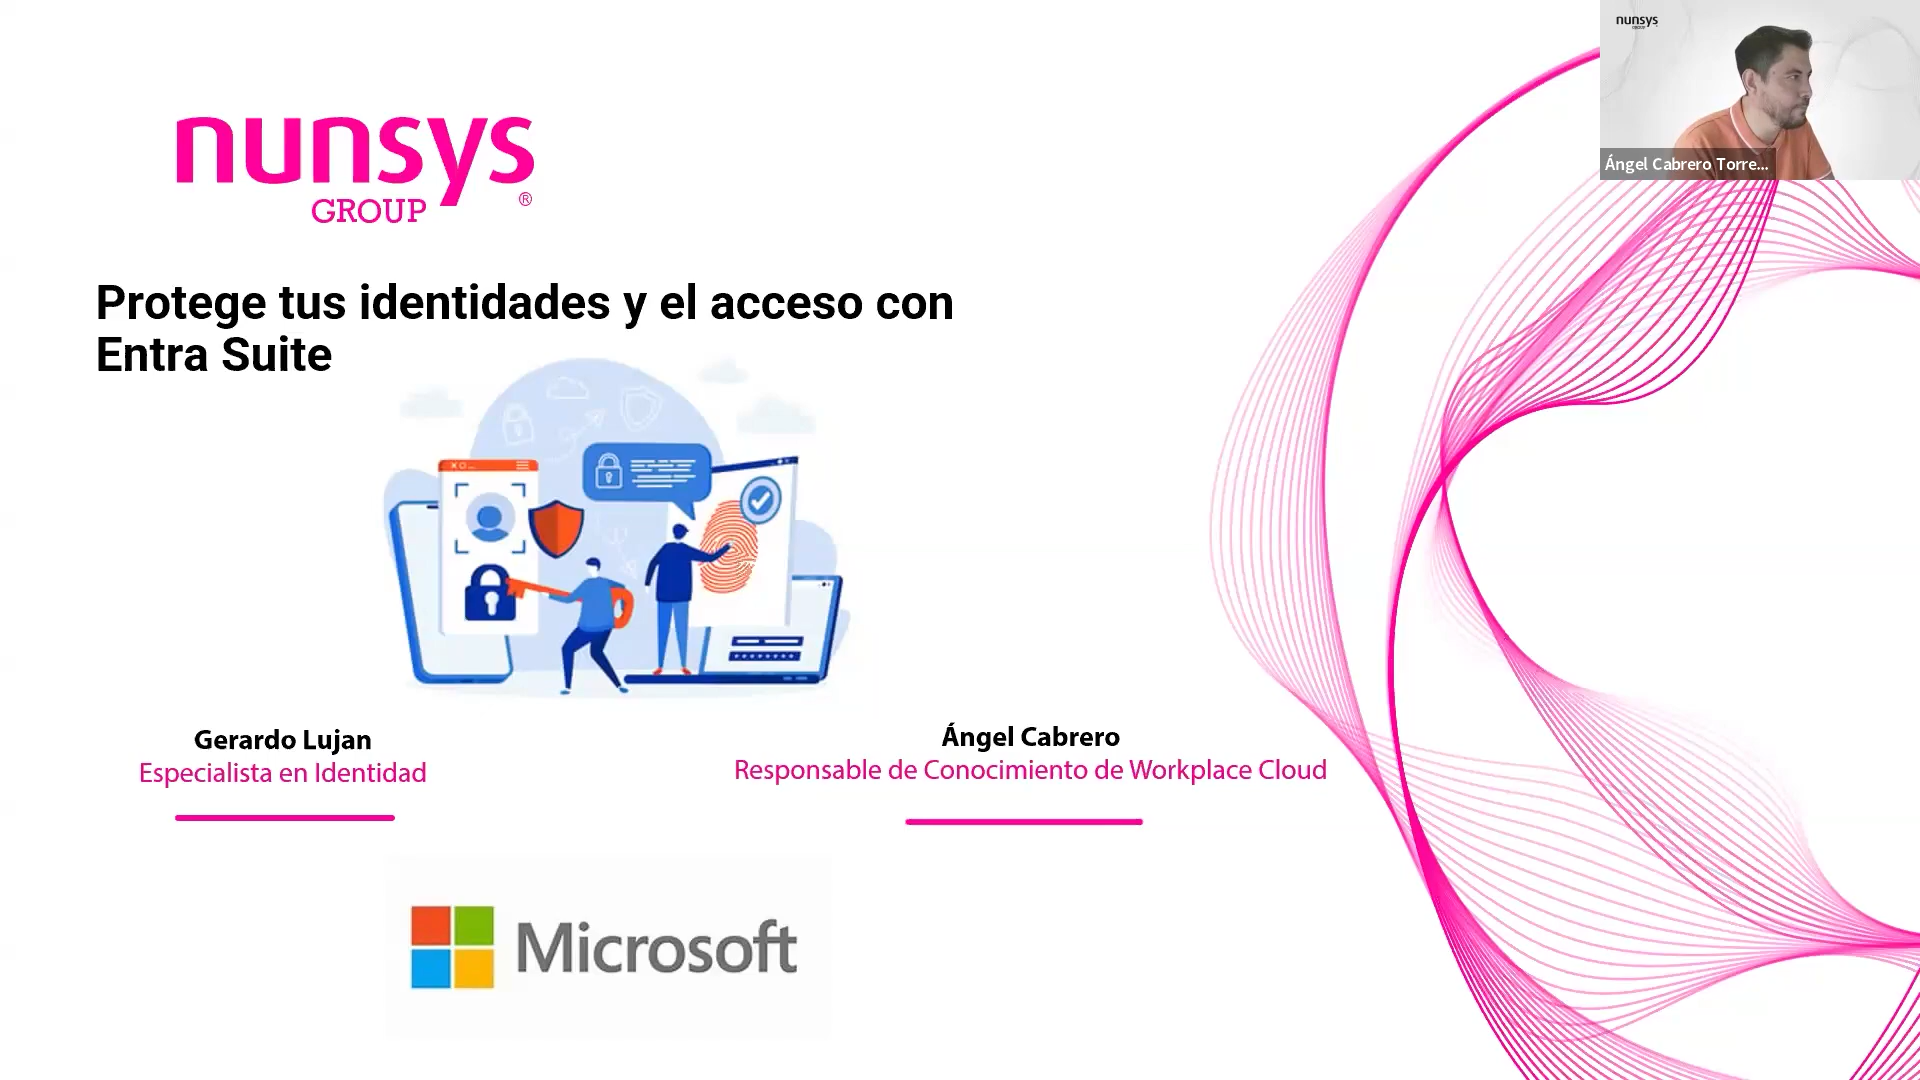 nunsys
GROUP
®
nunsys
GROUP
Ángel Cabrero Torre...
Protege tus identidades y el acceso con
Entra Suite
Gerardo Lujan
Especialista en Identidad
Ángel Cabrero
Responsable de Conocimiento de Workplace Cloud
Microsoft